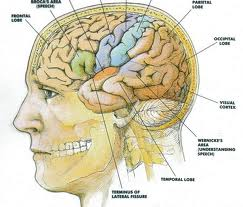 BROCA'S AREA
(SPEECH)
PARIETAL
LOBE
FRONTAL
LOBE
OCCIPITAL
LOBE
VISUAL
CORTEX
WERNICKE'S
AREA
(UNDERSTANDING
SPEECH)
TEMPORAL LOBE
TERMINUS OF
LATERAL FISSURE